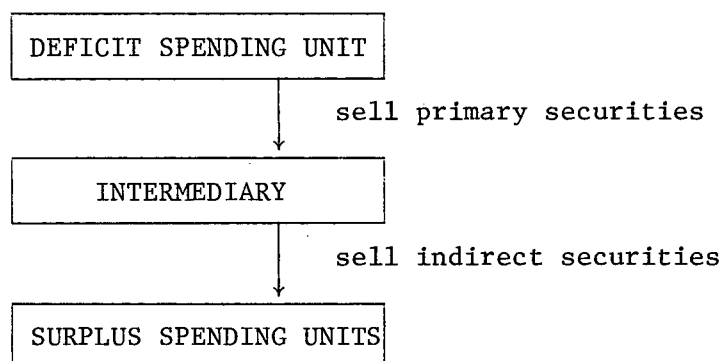 DEFICIT SPENDING UNIT
sell primary securities
INTERMEDIARY
sell indirect securities
SURPLUS SPENDING UNITS